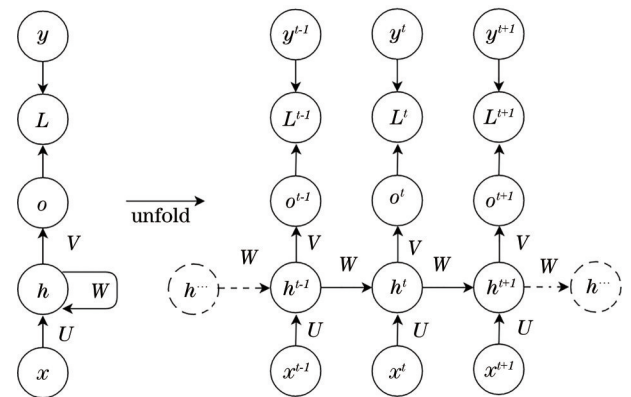 y y^{t-1} y^{t} y^{t+1}
L L^{t-1} L^{t} L^{t+1}
o unfold o^{t-1} o^{t} o^{t+1}
V W V W V W V W
h W h^{...} h^{t-1} h^{t} h^{t+1} h^{...}
U U U U
x x^{t-1} x^{t} x^{t+1}